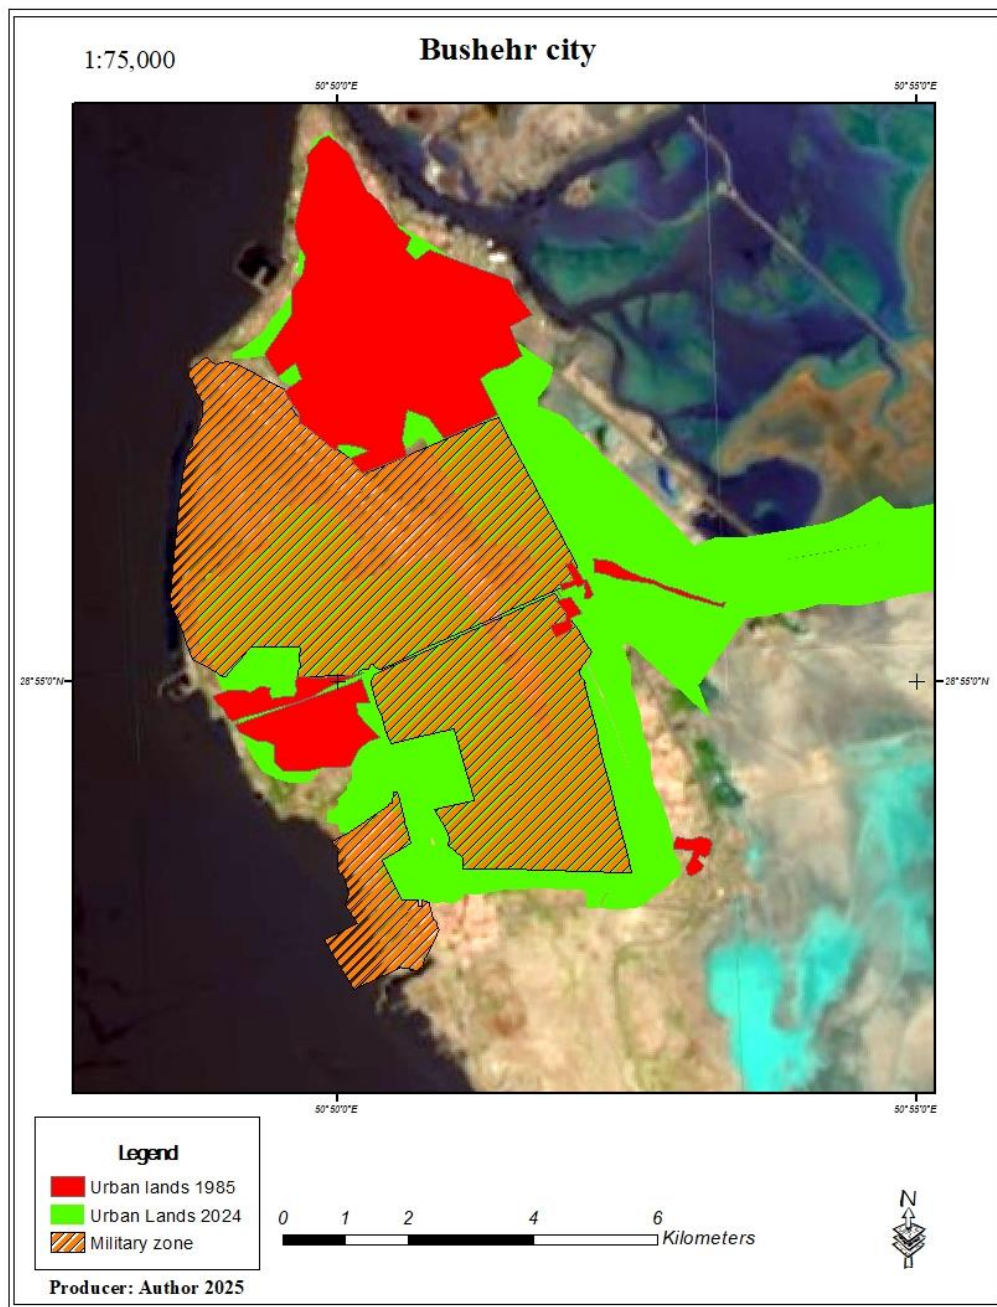 Bushehr city
1:75,000
50°50'0"E
50°55'0"E
28°55'0"N
28°55'0"N
50°50'0"E
50°55'0"E
Legend
Urban lands 1985
Urban Lands 2024
Military zone
0 1 2 4 6
Kilometers
N
Producer: Author 2025